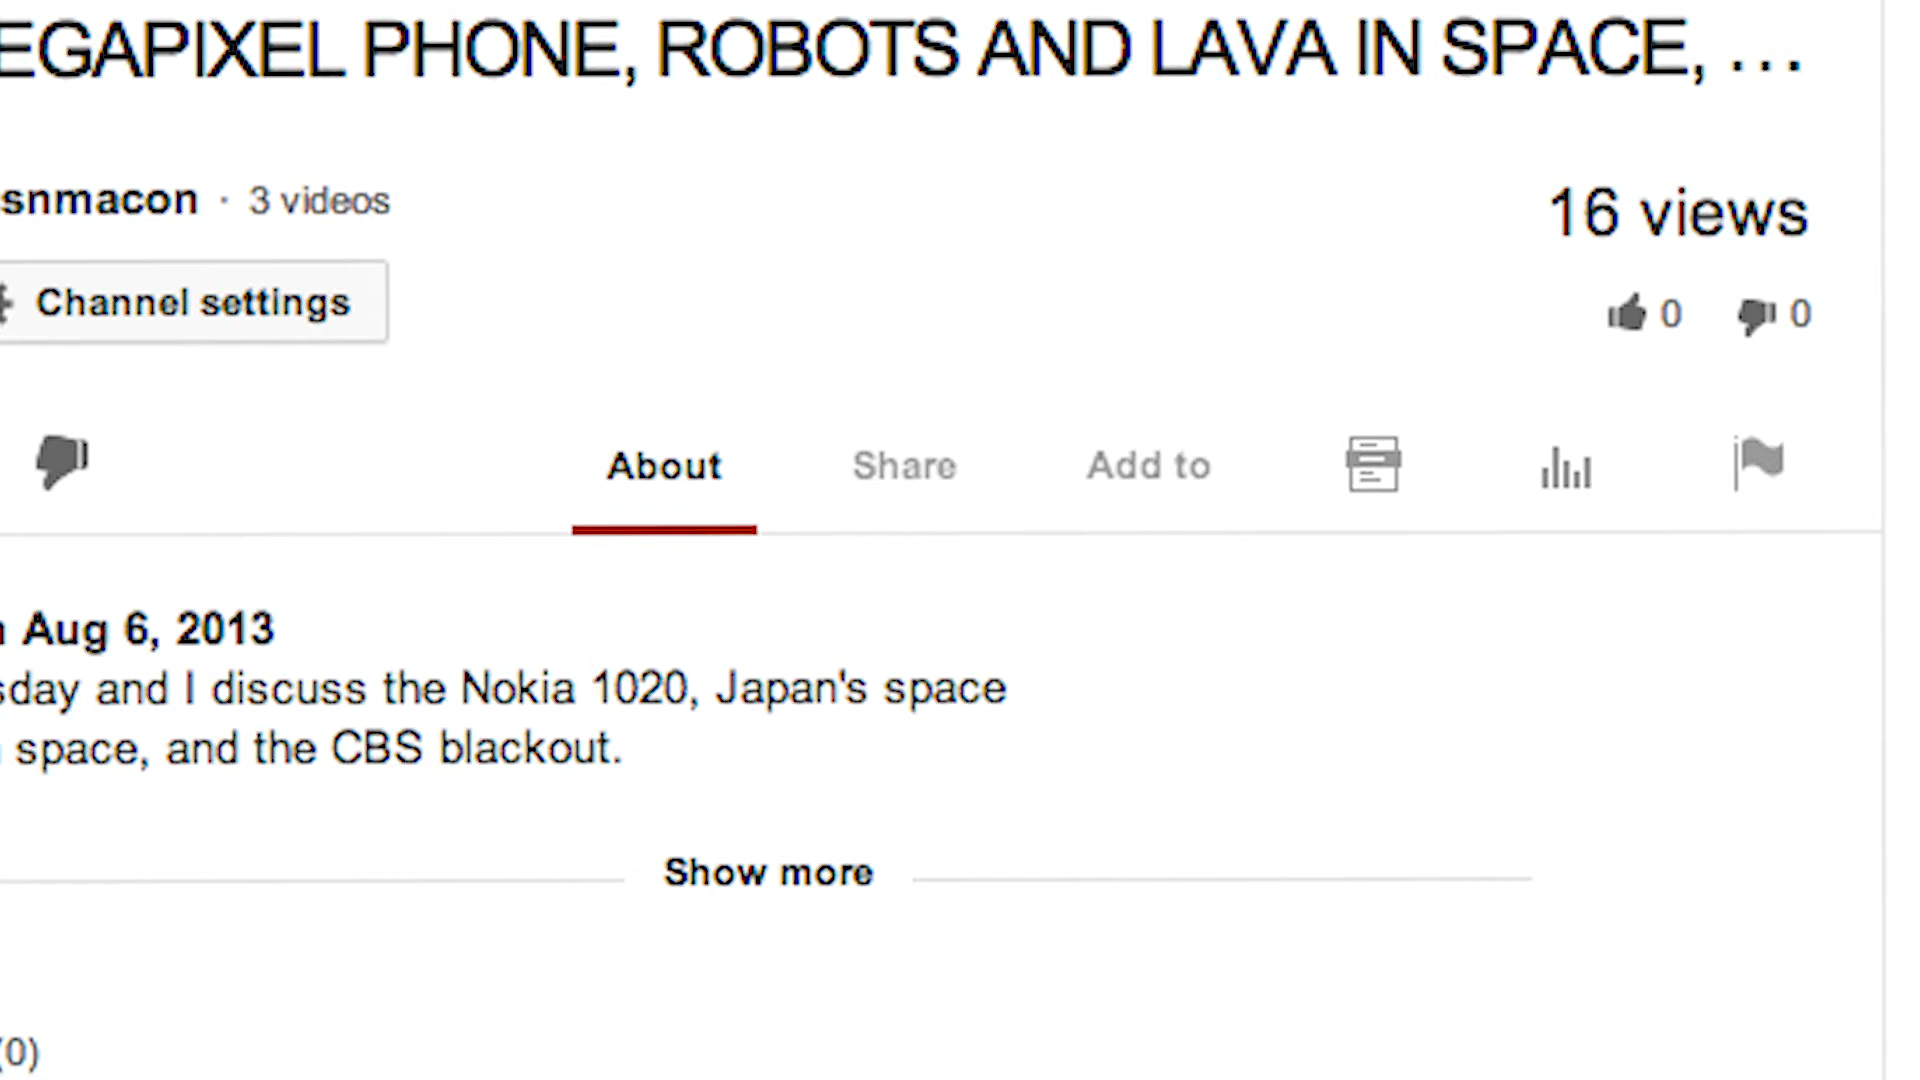 EGAPIXEL PHONE, ROBOTS AND LAVA IN SPACE, ...
snmacon · 3 videos
16 views
Channel settings
0 0
About Share Add to
Aug 6, 2013
sday and I discuss the Nokia 1020, Japan's space
space, and the CBS blackout.
Show more
(0)